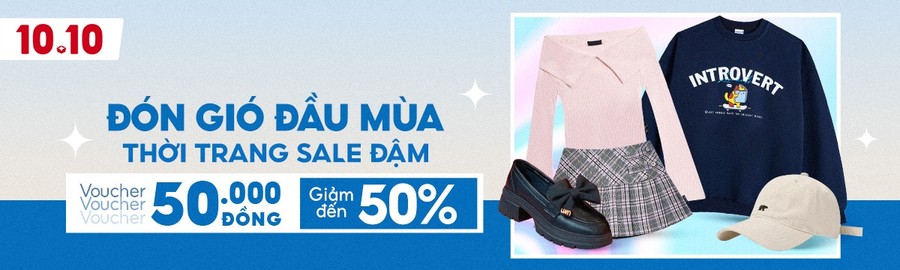 10.10
ĐÓN GIÓ ĐẦU MÙA
THỜI TRANG SALE ĐẬM
Voucher
Voucher
Voucher
50.000
ĐỒNG
Giảm
đến
50%
INTROVERT